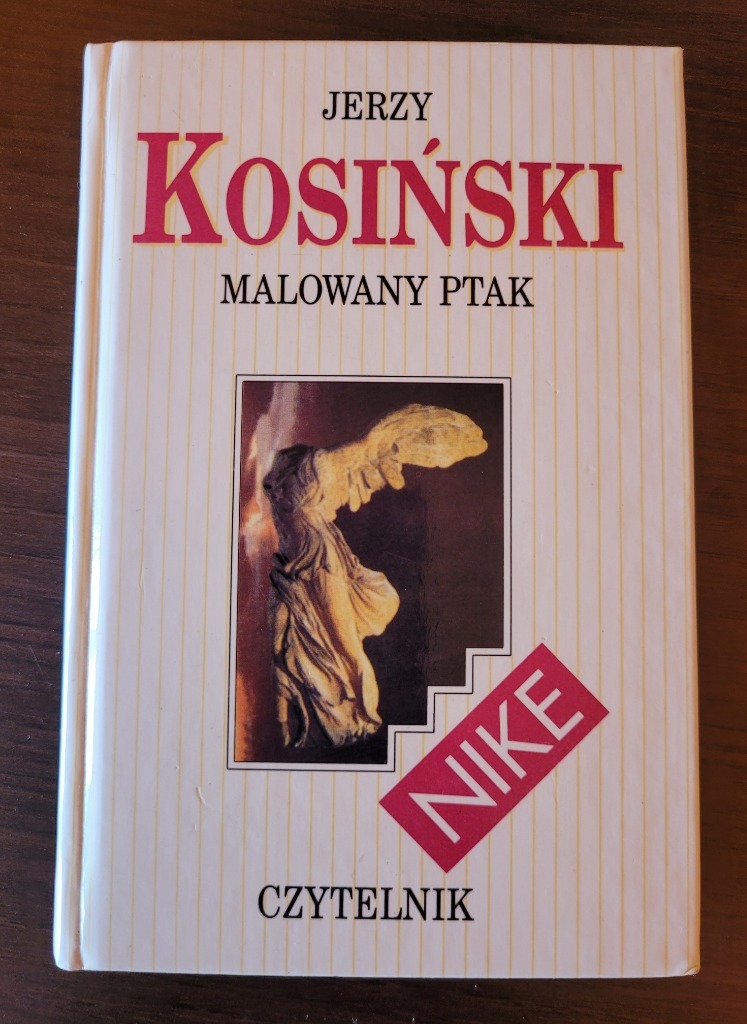 JERZY
KOSIŃSKI
MALOWANY PTAK
NIKE
CZYTELNIK